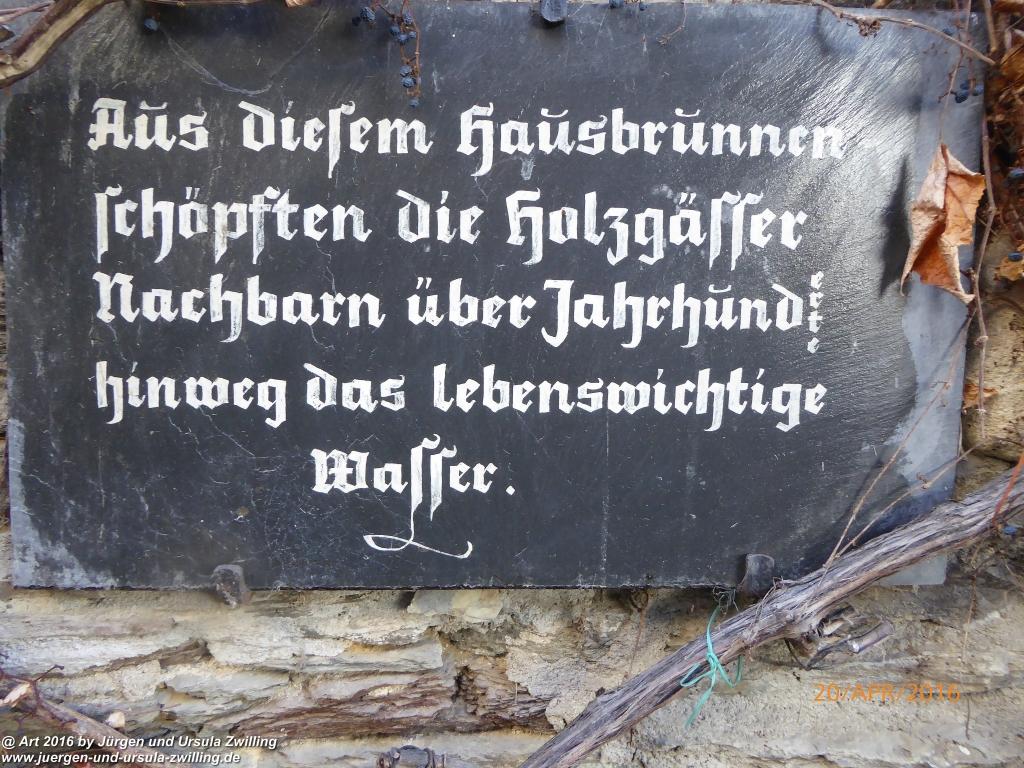 Aus diesem Hausbrunnen
schöpften die Holzgässer
Nachbarn über Jahrhunderte
hinweg das lebenswichtige
Wasser.
20/APR/2016
@ Art 2016 by Jürgen und Ursula Zwilling
www.juergen-und-ursula-zwilling.de